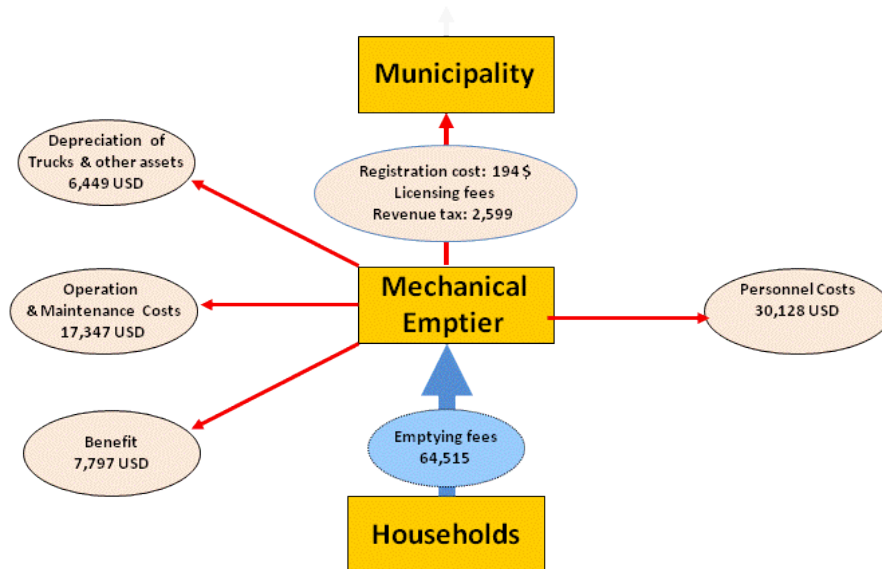 Municipality
Depreciation of
Trucks & other assets
6,449 USD
Registration cost: 194 $
Licensing fees
Revenue tax: 2,599
Operation
& Maintenance Costs
17,347 USD
Mechanical
Emptier
Personnel Costs
30,128 USD
Benefit
7,797 USD
Emptying fees
64,515
Households